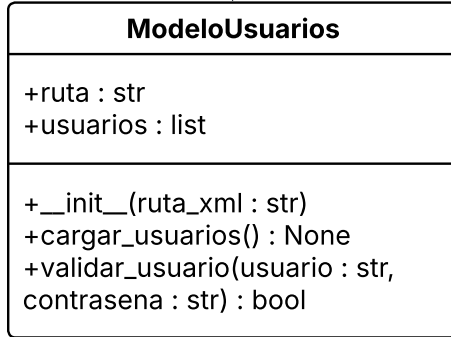 ModeloUsuarios
+ruta : str
+usuarios : list
+__init__(ruta_xml : str)
+cargar_usuarios() : None
+validar_usuario(usuario : str,
contrasena : str) : bool